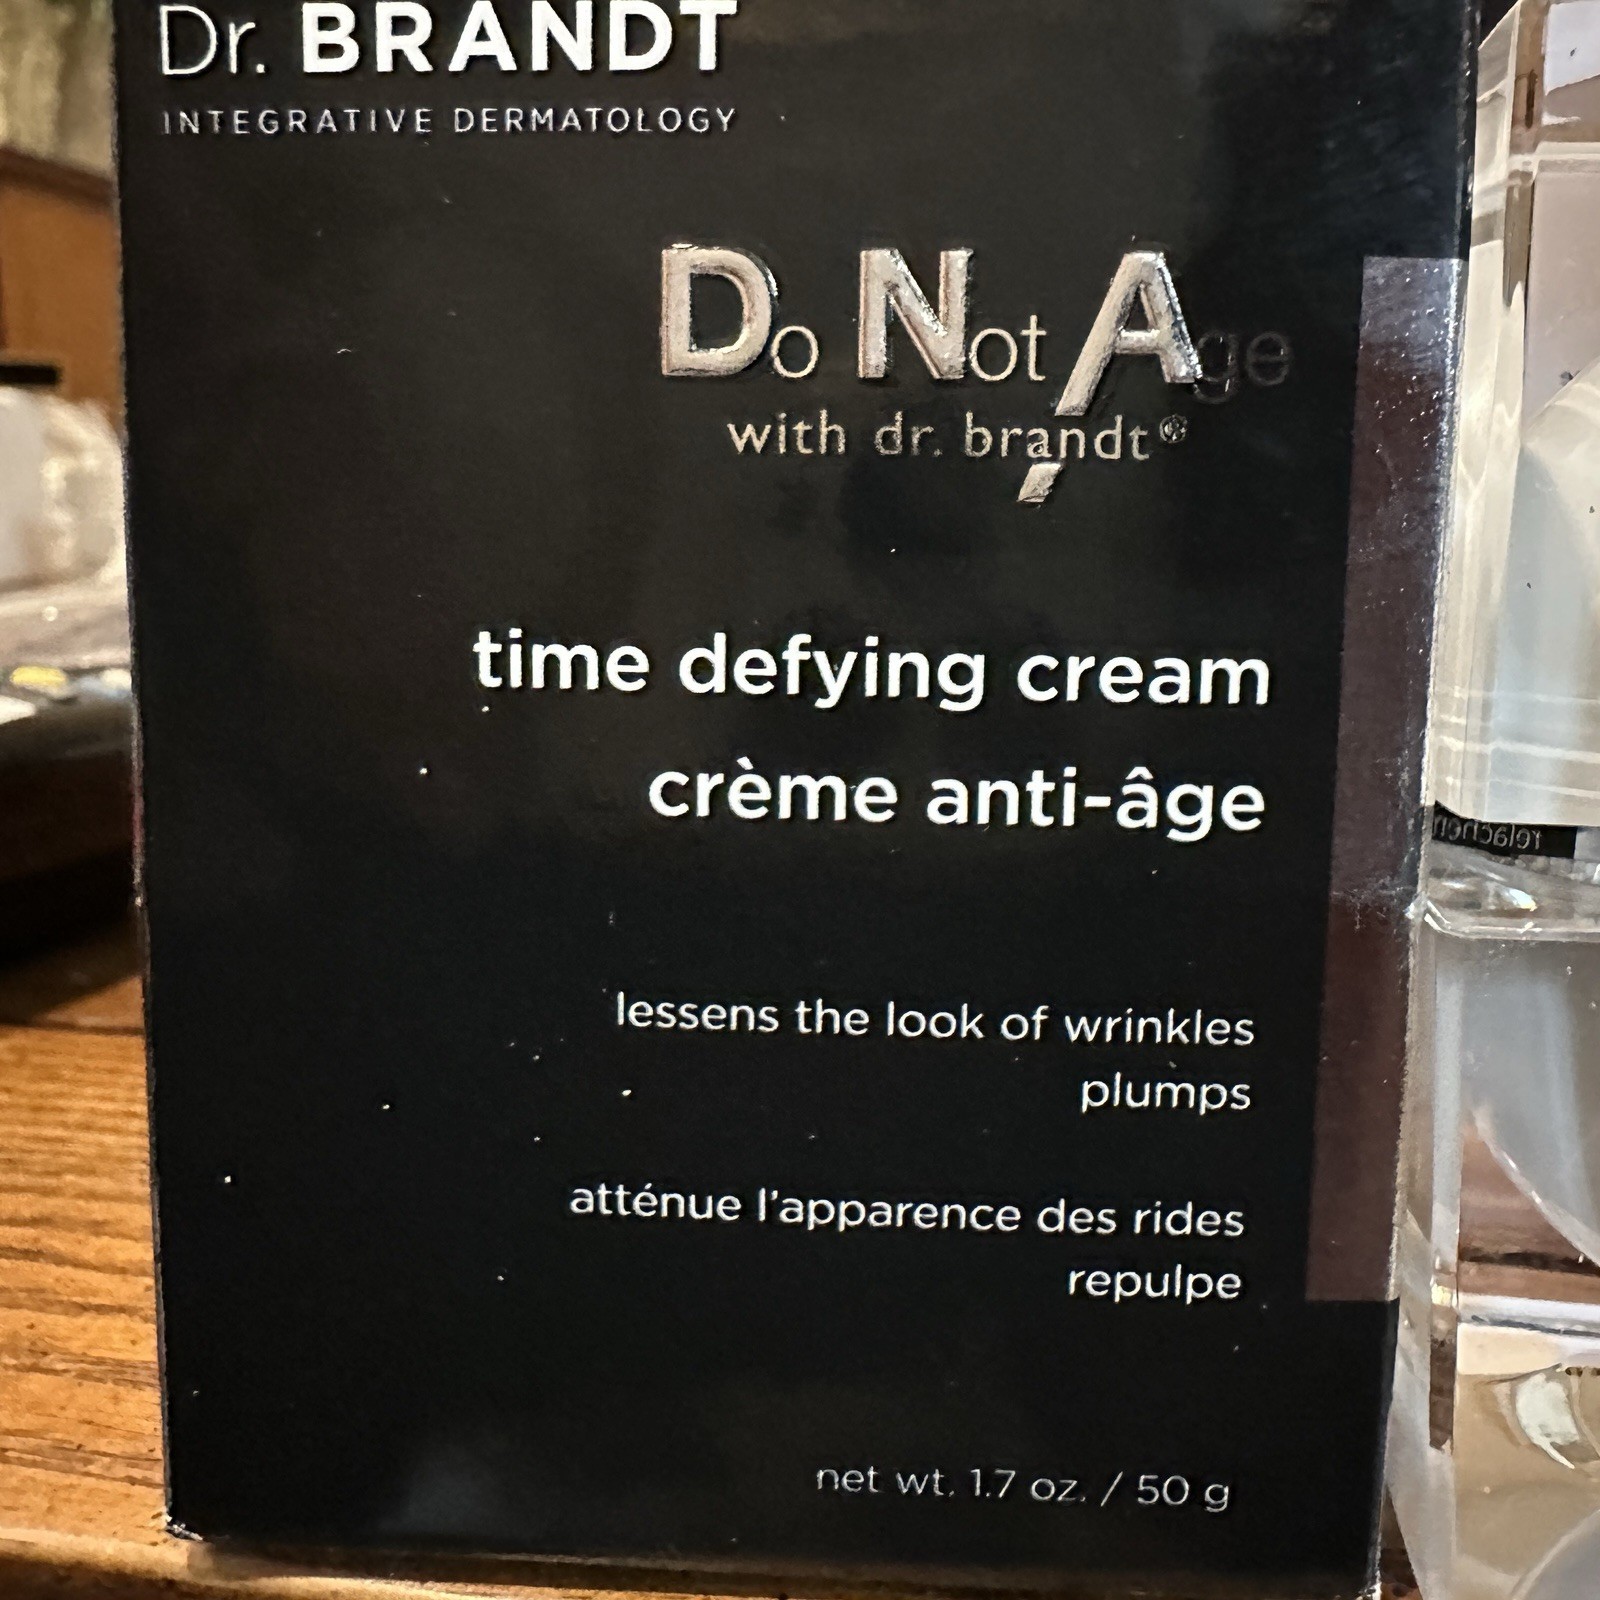 Dr. BRANDT
INTEGRATIVE DERMATOLOGY
Do Not Age
with dr. brandt®
time defying cream
crème anti-âge
lessens the look of wrinkles
plumps
atténue l'apparence des rides
repulpe
net wt. 1.7 oz. / 50 g